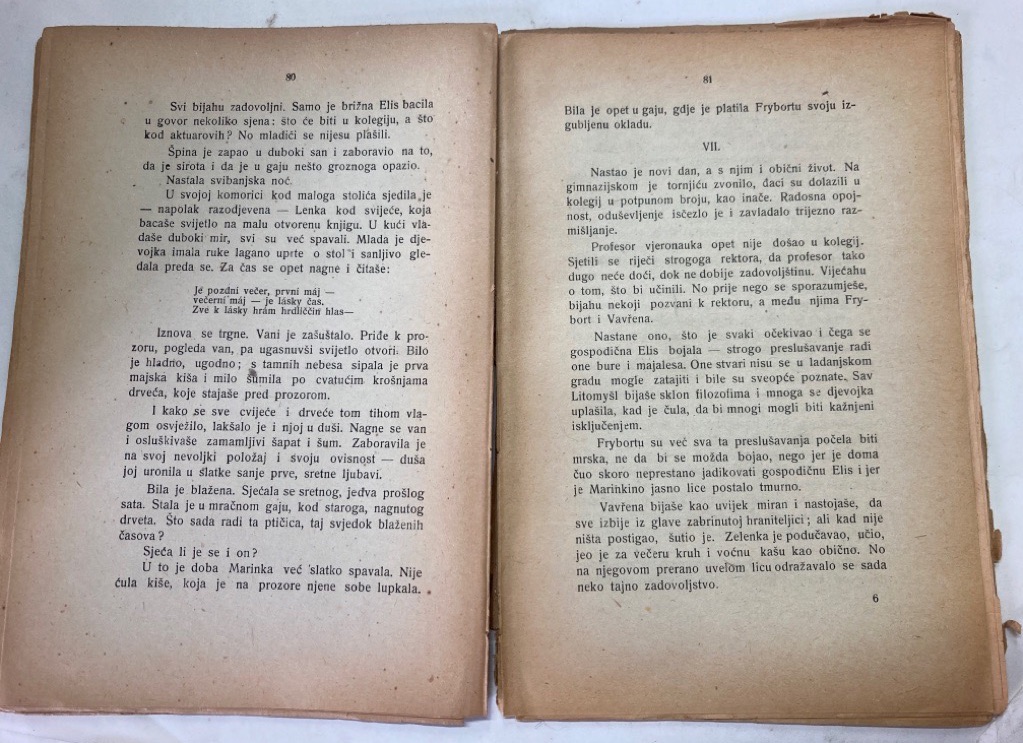 80
Svi bijahu zadovoljni. Samo je brižna Elis bacila
u govor nekoliko sjena: što će biti u kolegiju, a što
kod aktuarovih? No mladići se nijesu plašili.
Špina je zapao u duboki san i zaboravio na to,
da je sirota i da je u gaju nešto groznoga opazio.
Nastala svibanjska noć.
U svojoj komorici kod maloga stolića sjedila je
— napolak razodjevena — Lenka kod svijeće, koja
bacaše svijetlo na malu otvorenu knjigu. U kući vla-
daše duboki mir, svi su već spavali. Mlada je dje-
vojka imala ruke lagano uprte o stol i sanljivo gle-
dala preda se. Za čas se opet nagne i čitaše:
Je pozdní večer, první máj —
večerní máj — je lásky čas.
Zve k lásky hrám hrdliččin hlas—
Iznova se trgne. Vani je zašuštalo. Priđe k pro-
zoru, pogleda van, pa ugasnuvši svijetlo otvori. Bilo
je hladno, ugodno; s tamnih nebesa sipala je prva
majska kiša i milo šumila po cvatućim krošnjama
drveća, koje stajaše pred prozorom.
I kako se sve cvijeće i drveće tom tihom vla-
gom osvježilo, lakšalo je i njoj u duši. Nagne se van
i osluškivaše zamamljivi šapat i šum. Zaboravila je
na svoj nevoljki položaj i svoju ovisnost — duša
joj uronila u slatke sanje prve, sretne ljubavi.
Bila je blažena. Sjećala se sretnog, jedva prošlog
sata. Stala je u mračnom gaju, kod staroga, nagnutog
drveta. Što sada radi ta ptičica, taj svjedok blaženih
časova?
Sjeća li je se i on?
U to je doba Marinka već slatko spavala. Nije
ćula kiše, koja je na prozore njene sobe lupkala.
81
Bila je opet u gaju, gdje je platila Frybortu svoju iz-
gubljenu okladu.
VII.
Nastao je novi dan, a s njim i obični život. Na
gimnazijskom je tornjiću zvonilo, đaci su dolazili u
kolegij u potpunom broju, kao inače. Radosna opoj-
nost, oduševljenje isčezlo je i zavladalo trijezno raz-
mišljanje.
Profesor vjeronauka opet nije došao u kolegij.
Sjetili se riječi strogoga rektora, da profesor tako
dugo neće doći, dok ne dobije zadovoljštinu. Vijećahu
o tom, što bi učinili. No prije nego se sporazumješe,
bijahu nekoji pozvani k rektoru, a među njima Fry-
bort i Vavřena.
Nastane ono, što je svaki očekivao i čega se
gospodična Elis bojala — strogo preslušavanje radi
one bure i majalesa. One stvari nisu se u ladanjskom
gradu mogle zatajiti i bile su sveopće poznate. Sav
Litomyšl bijaše sklon filozofima i mnoga se djevojka
uplašila, kad je čula, da bi mnogi mogli biti kažnjeni
isključenjem.
Frybortu su već sva ta preslušavanja počela biti
mrska, ne da bi se možda bojao, nego jer je doma
čuo skoro neprestano jadikovati gospodičnu Elis i jer
je Marinkino jasno lice postalo tmurno.
Vavřena bijaše kao uvijek miran i nastojaše, da
sve izbije iz glave zabrinutoj hraniteljici; ali kad nije
ništa postigao, šutio je. Zelenka je podučavao, učio,
jeo je za večeru kruh i voćnu kašu kao obično. No
na njegovom prerano uvelom licu odražavalo se sada
neko tajno zadovoljstvo.
6